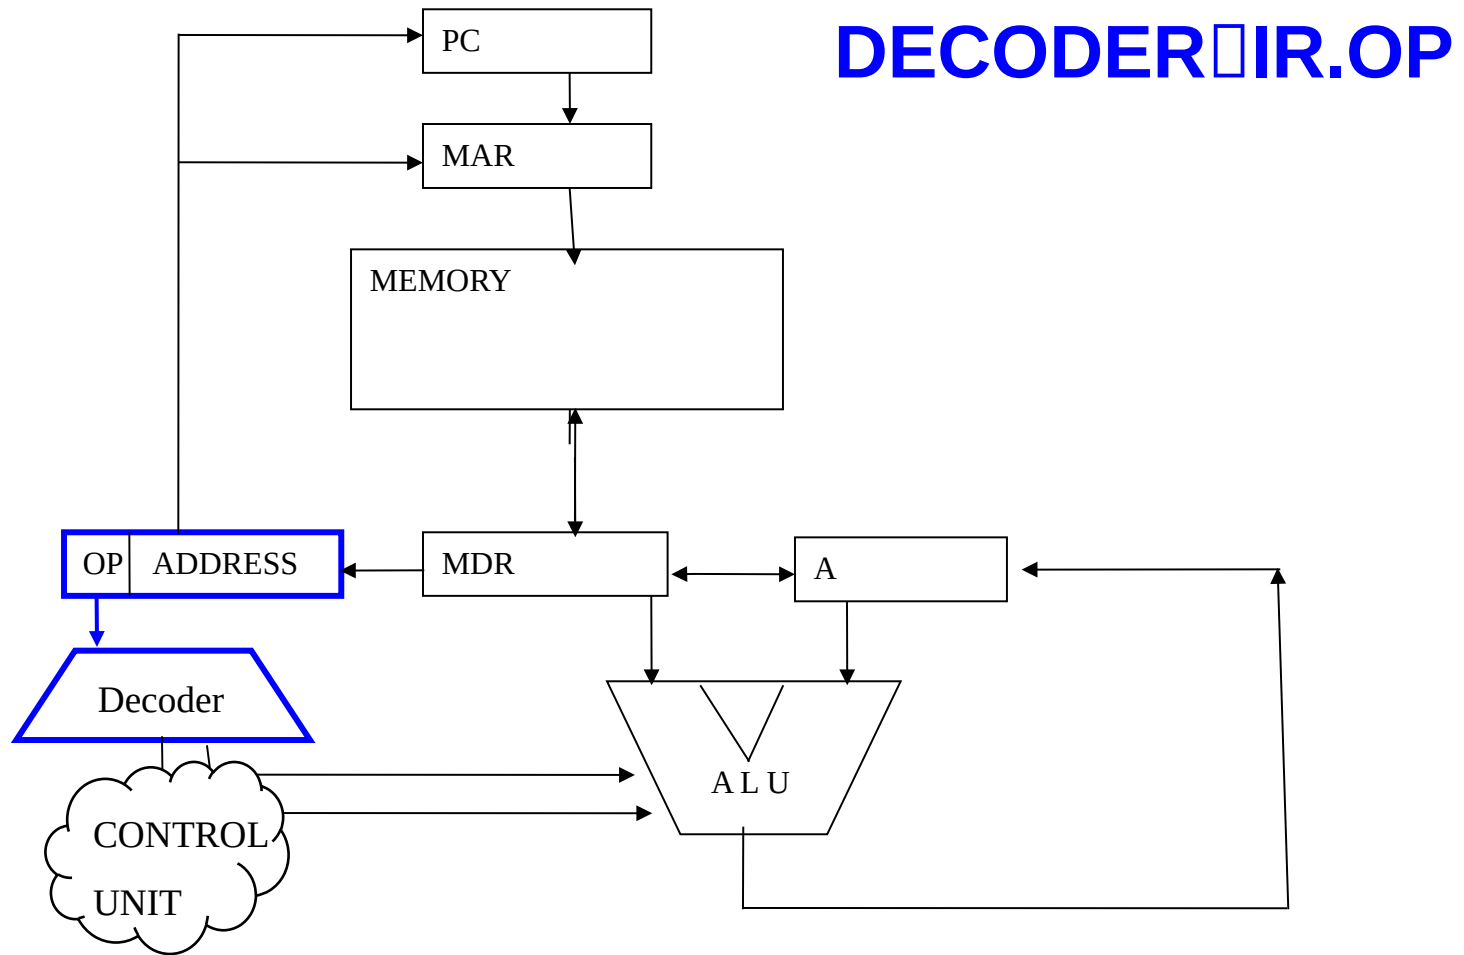 DECODER▯IR.OP
PC
MAR
MEMORY
OP ADDRESS
MDR
A
Decoder
A L U
CONTROL
UNIT